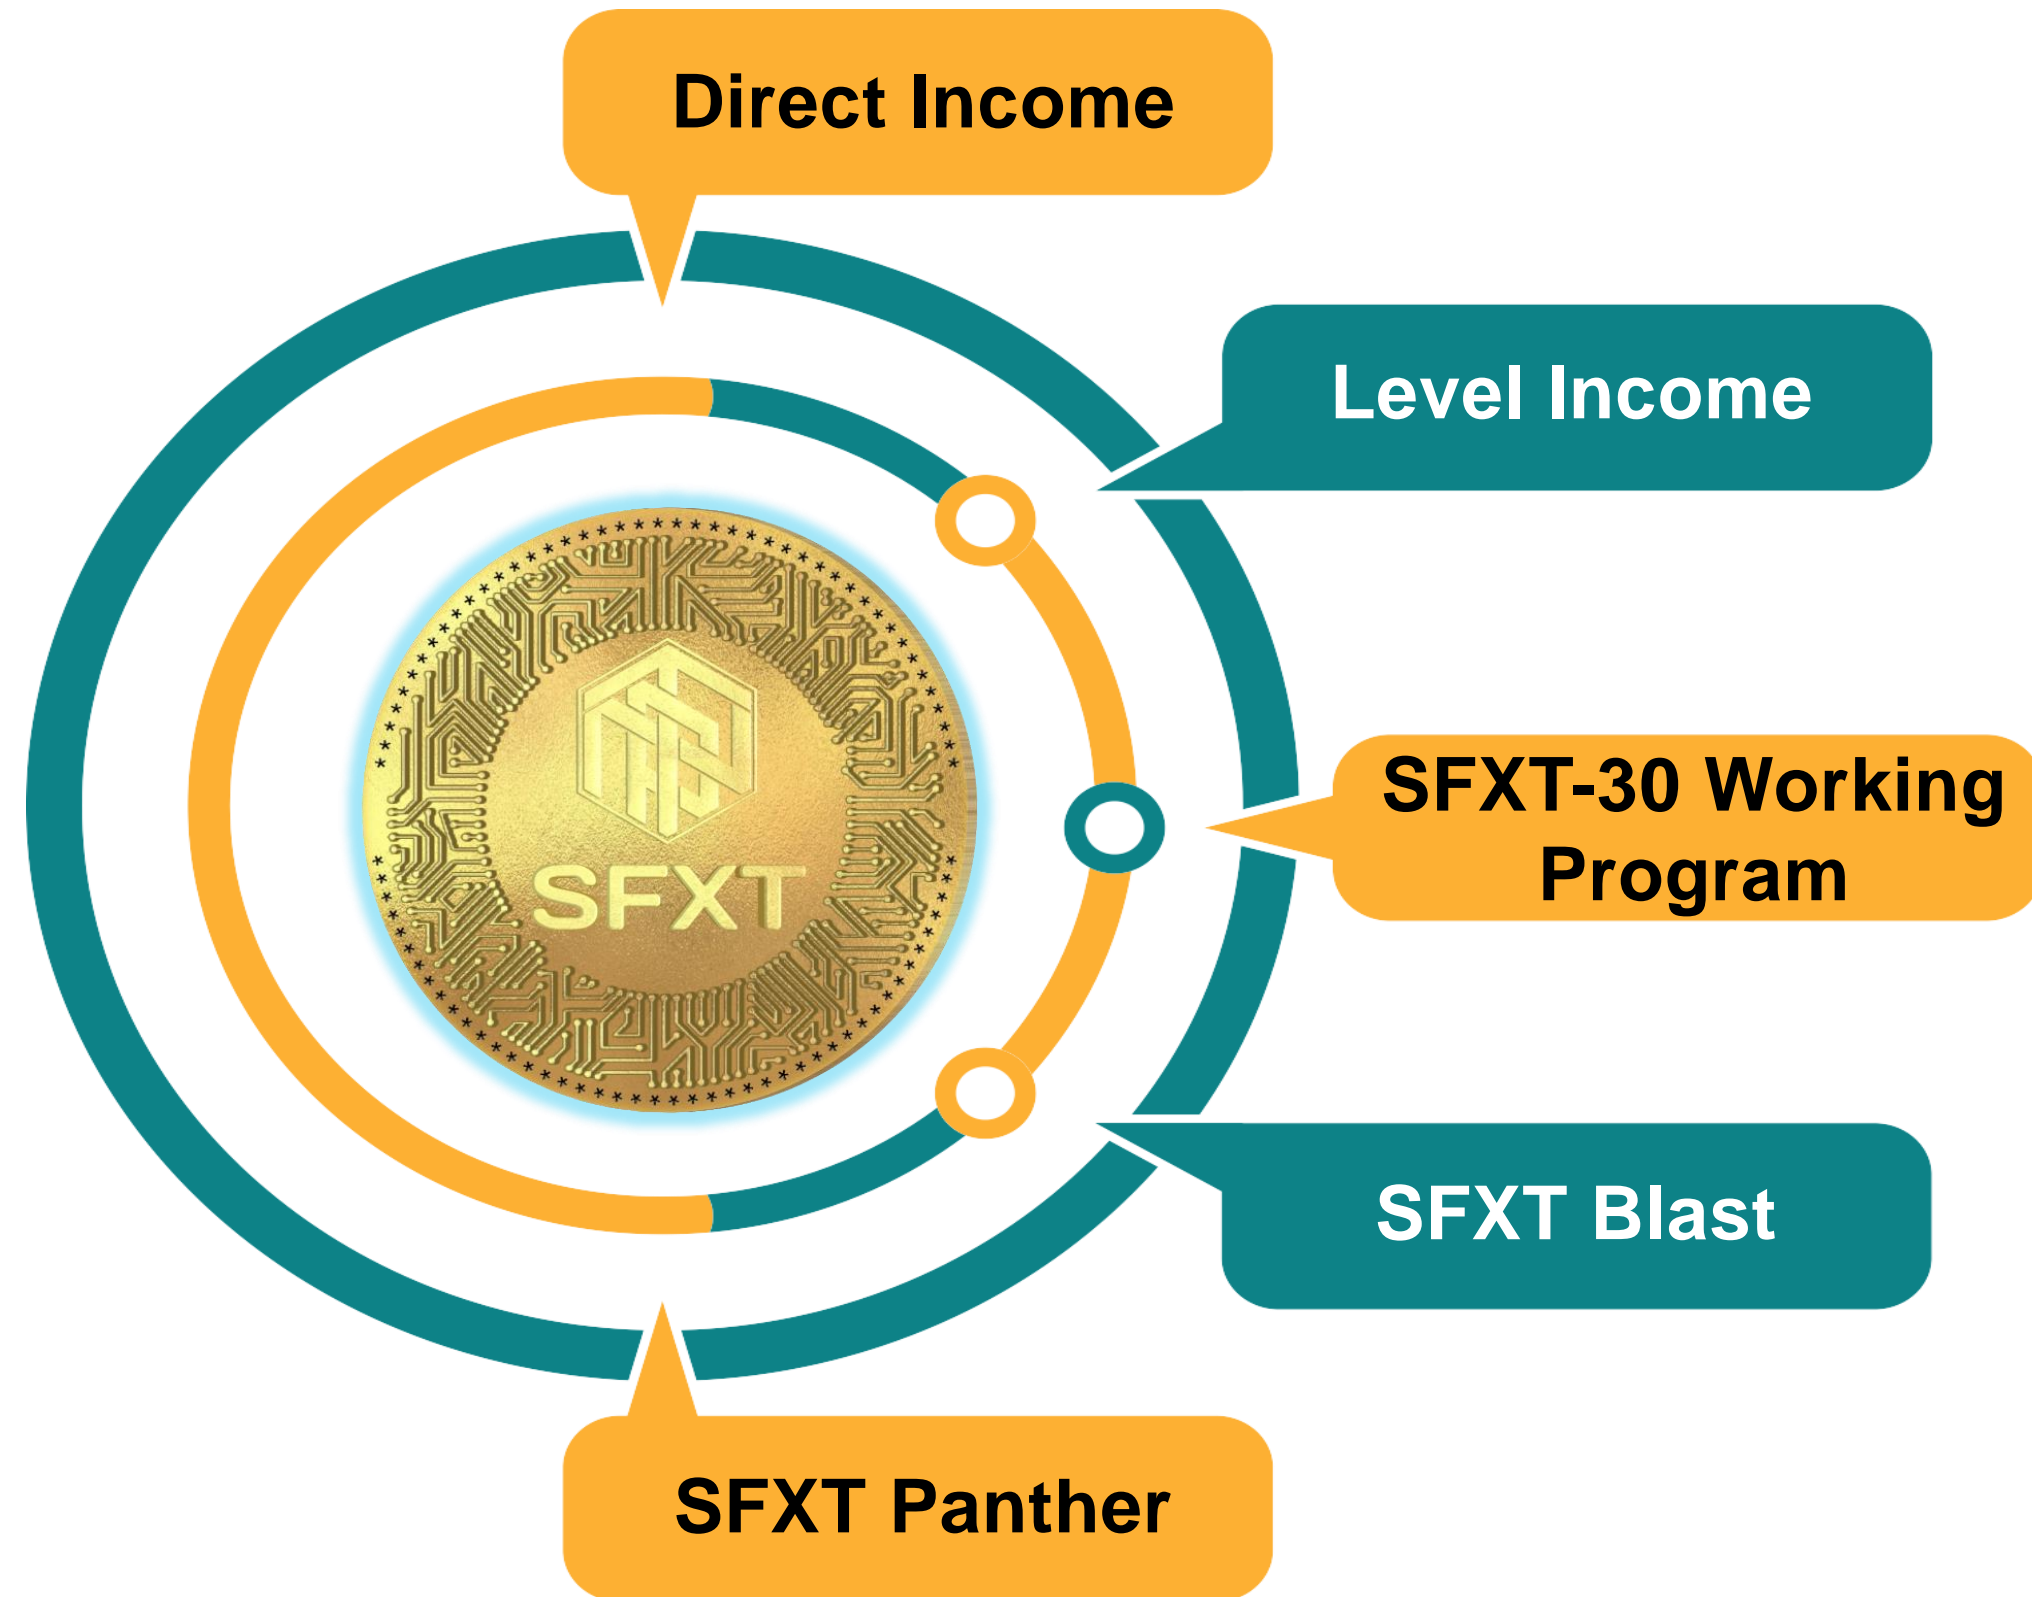 Direct Income
Level Income
SFXT
SFXT-30 Working
Program
SFXT Blast
SFXT Panther